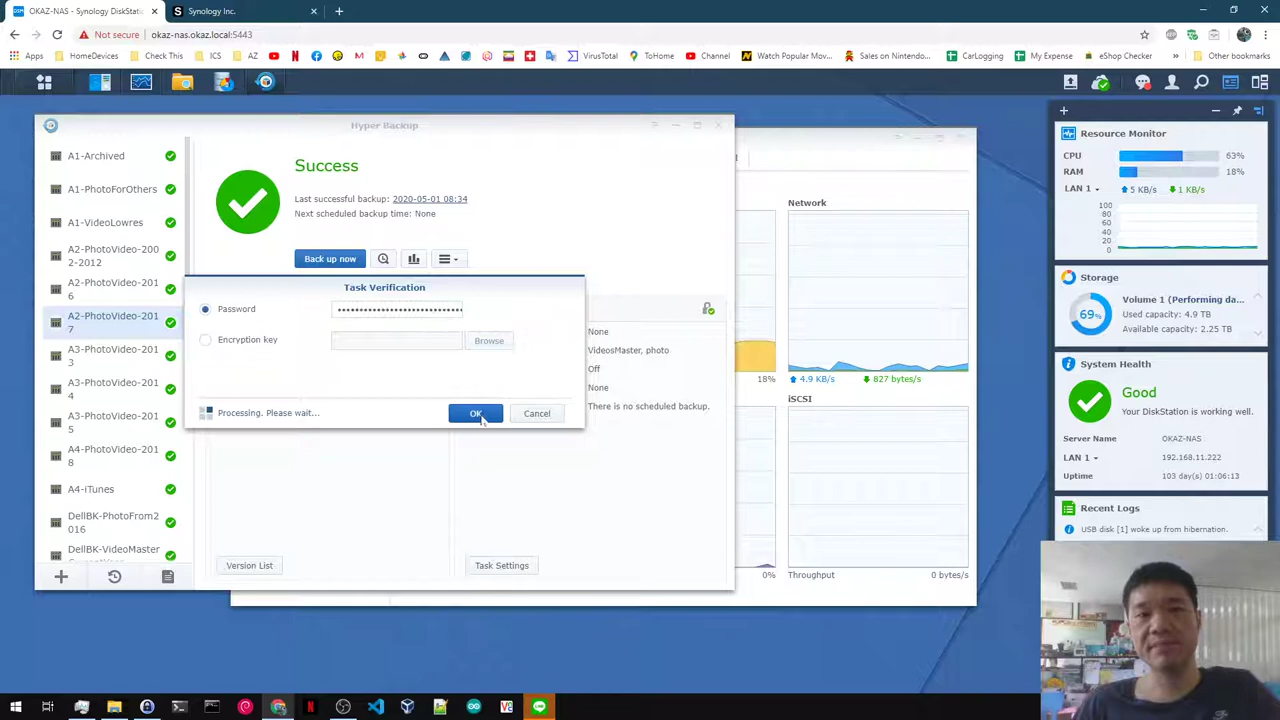 OKAZ-NAS - Synology DiskStation
Synology Inc.
Not secure
okaz-nas.okaz.local:5443
Apps
HomeDevices
Check This
ICS
AZ
VirusTotal
ToHome
Channel
Watch Popular Mov...
Sales on Nintendo...
CarLogging
My Expense
eShop Checker
Other bookmarks
Hyper Backup
A1-Archived
A1-PhotoForOthers
A1-VideoLowres
A2-PhotoVideo-200
2-2012
A2-PhotoVideo-201
6
A2-PhotoVideo-201
7
A3-PhotoVideo-201
3
A3-PhotoVideo-201
4
A3-PhotoVideo-201
5
A4-PhotoVideo-201
8
A4-iTunes
DellBK-PhotoFrom2
016
DellBK-VideoMaster
Success
Last successful backup: 2020-05-01 08:34
Next scheduled backup time: None
Back up now
Task Verification
Password
Encryption key
Browse
Processing. Please wait...
OK
Cancel
None
VideosMaster, photo
Off
None
There is no scheduled backup.
Version List
Task Settings
Network
18%
4.9 KB/s
827 bytes/s
iSCSI
0%
Throughput
0 bytes/s
Resource Monitor
CPU
63%
RAM
18%
LAN 1
5 KB/s
1 KB/s
100
80
60
40
20
0
Storage
69%
Volume 1 (Performing da...
Used capacity: 4.9 TB
Available capacity: 2.25 TB
System Health
Good
Your DiskStation is working well.
Server Name
OKAZ-NAS
LAN 1
192.168.11.222
Uptime
103 day(s) 01:06:13
Recent Logs
USB disk [1] woke up from hibernation.